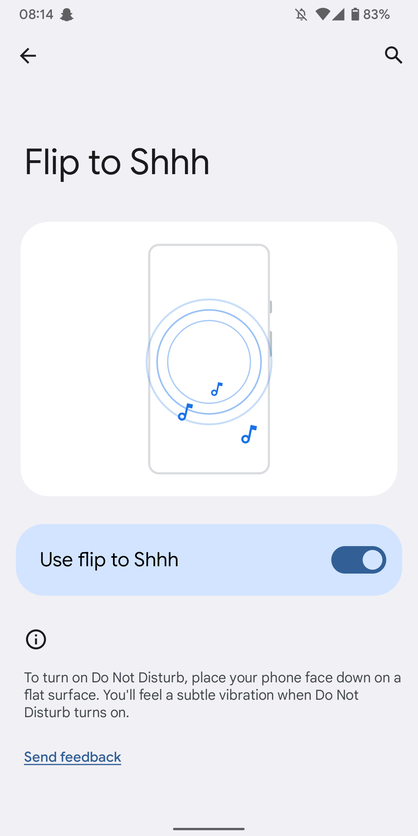 08:14 83%
Flip to Shhh
Use flip to Shhh
To turn on Do Not Disturb, place your phone face down on a
flat surface. You'll feel a subtle vibration when Do Not
Disturb turns on.
Send feedback